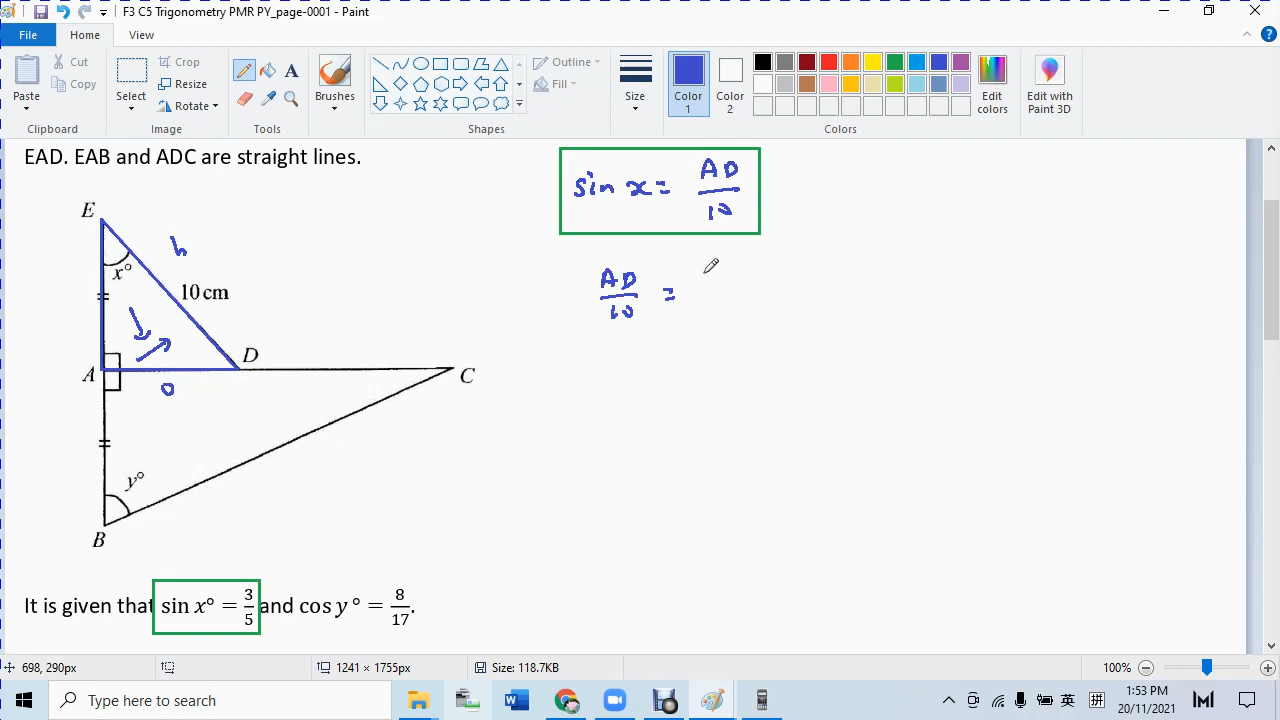 F3 C5 Trigonometry PMR PY_page-0001 - Paint
File Home View
Paste Cut Copy
Clipboard
Select Crop Resize Rotate
Image
Tools
Brushes
Outline Fill
Shapes
Size
Color 1
Color 2
Edit colors
Edit with Paint 3D
Colors
EAD. EAB and ADC are straight lines.
sin x = AD/10
E
h
x°
10 cm
AD/10 =
A
D
C
o
y°
B
It is given that sin x° = 3/5 and cos y° = 8/17.
698, 290px
1241 × 1755px
Size: 118.7KB
100%
Type here to search
英
拼
1:53 PM
20/11/2021